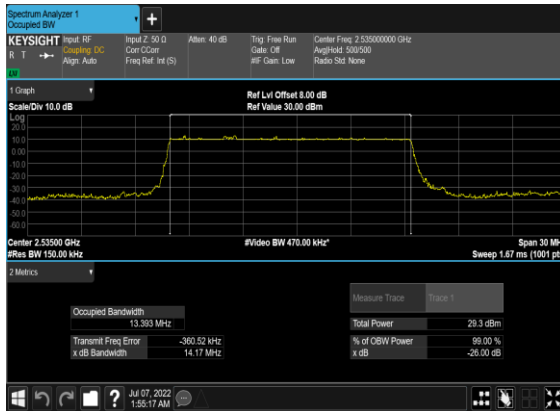 Spectrum Analyzer 1
Occupied BW
KEYSIGHT
R T
LXI
Input: RF
Coupling: DC
Align: Auto
Input Z: 50 Ω
Corr CCorr
Freq Ref: Int (S)
Atten: 40 dB
Trig: Free Run
Gate: Off
#IF Gain: Low
Center Freq: 2.535000000 GHz
Avg|Hold: 500/500
Radio Std: None
1 Graph
Scale/Div 10.0 dB
Ref Lvl Offset 8.00 dB
Ref Value 30.00 dBm
Log
20.0
10.0
0.00
-10.0
-20.0
-30.0
-40.0
-50.0
-60.0
Center 2.53500 GHz
#Res BW 150.00 kHz
#Video BW 470.00 kHz*
Span 30 MH
Sweep 1.67 ms (1001 pt
2 Metrics
Measure Trace Trace 1
Occupied Bandwidth
13.393 MHz
Total Power 29.3 dBm
Transmit Freq Error -360.52 kHz
% of OBW Power 99.00 %
x dB Bandwidth 14.17 MHz
x dB -26.00 dB
?
Jul 07, 2022
1:55:17 AM